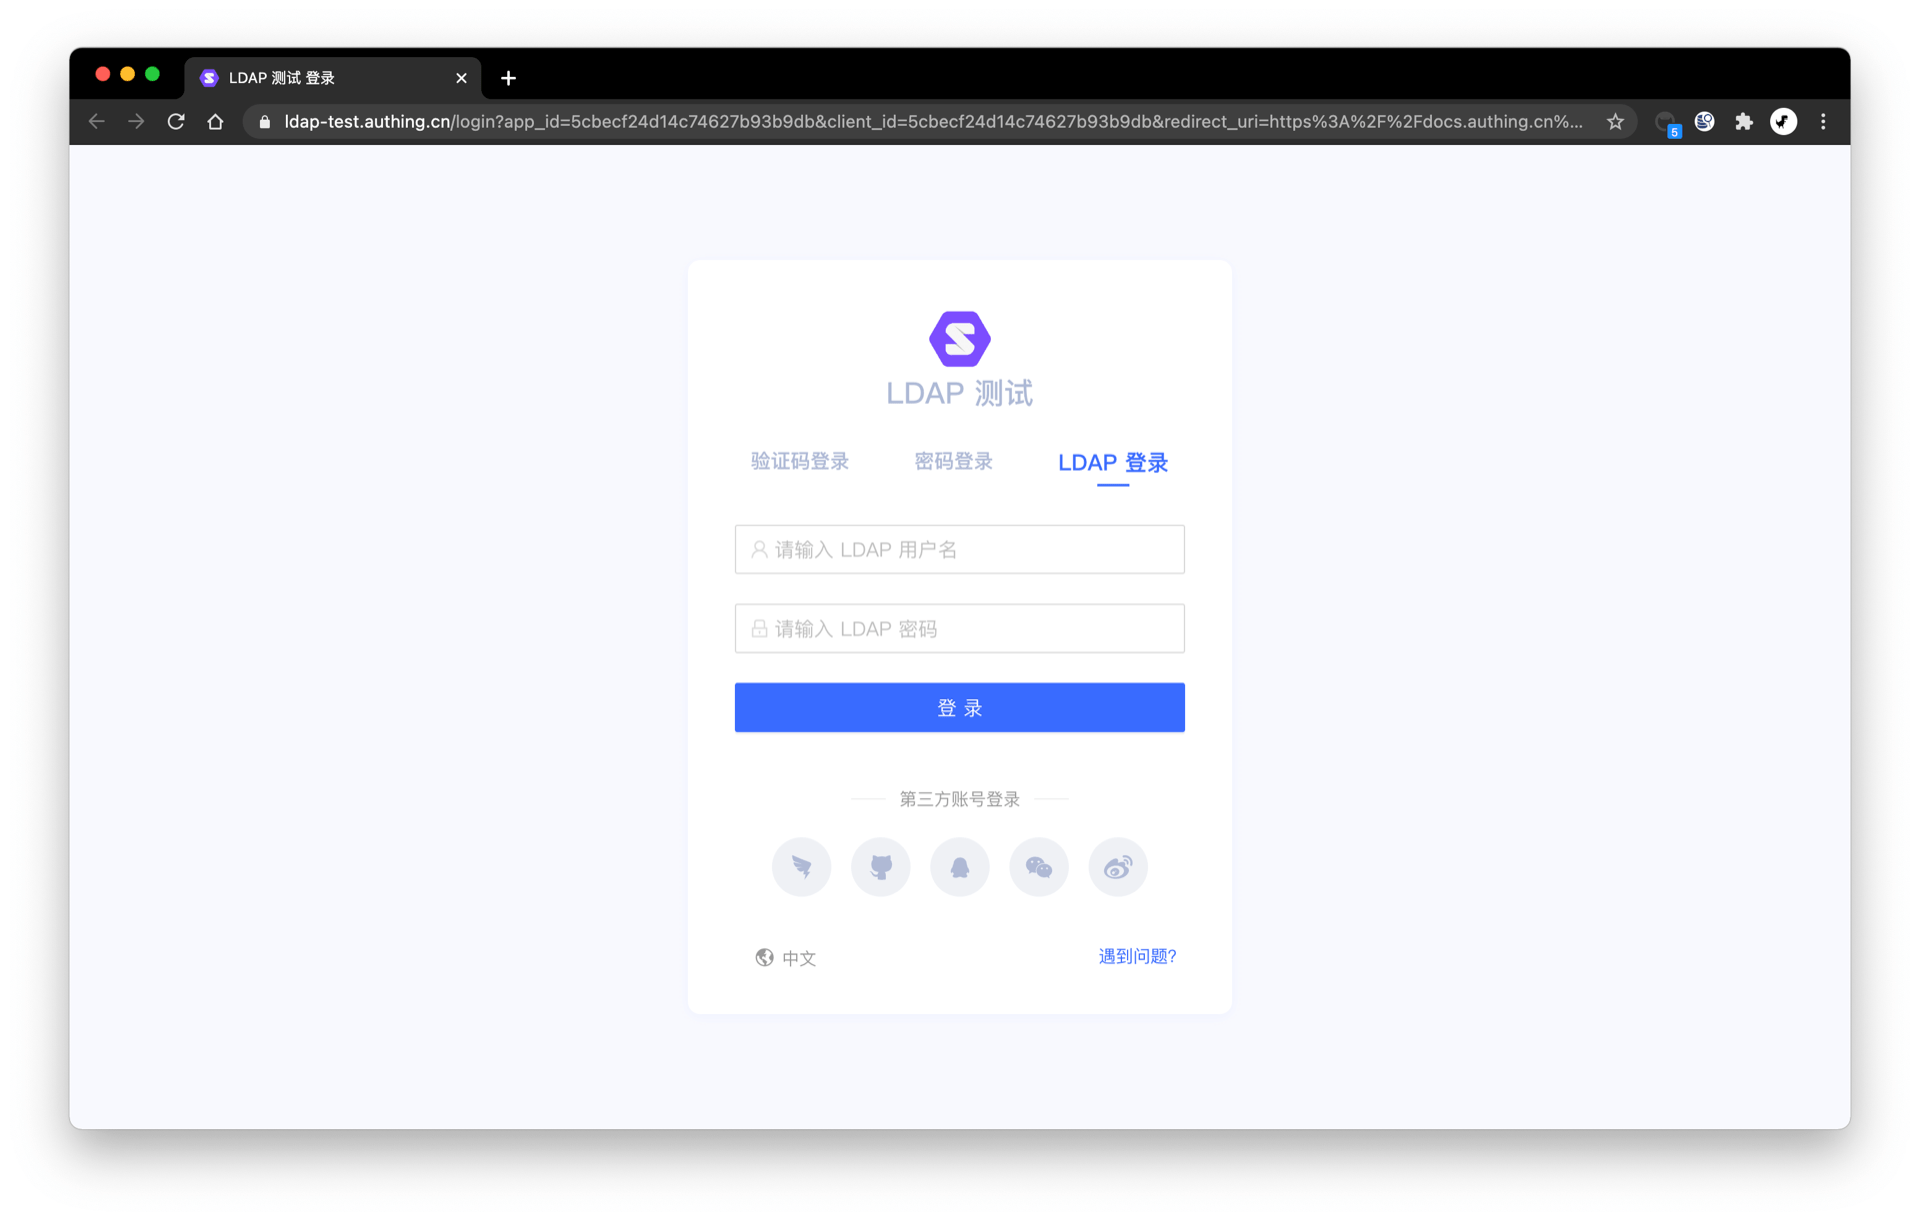 LDAP 测试 登录
ldap-test.authing.cn/login?app_id=5cbecf24d14c74627b93b9db&client_id=5cbecf24d14c74627b93b9db&redirect_uri=https%3A%2F%2Fdocs.authing.cn%...
5
LDAP 测试
验证码登录 密码登录 LDAP 登录
请输入 LDAP 用户名
请输入 LDAP 密码
登 录
第三方账号登录
中文 遇到问题?